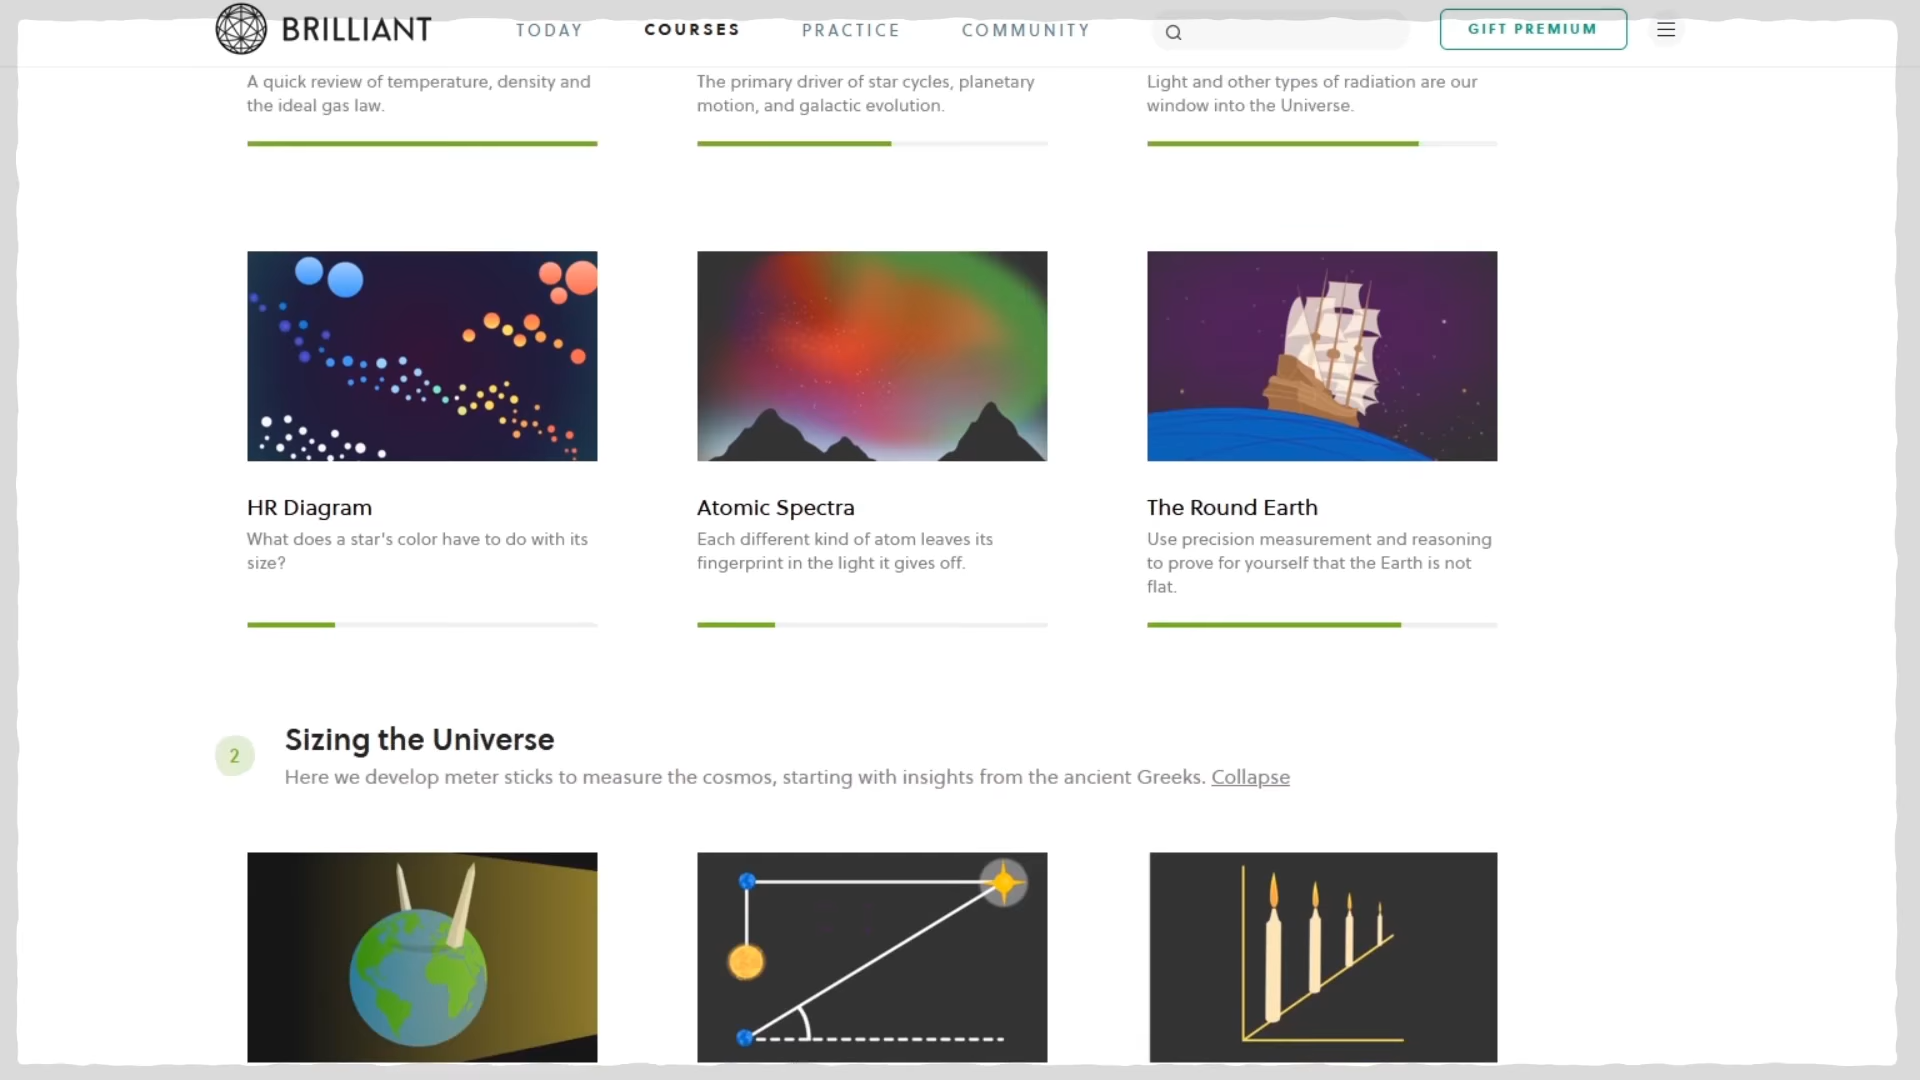 BRILLIANT
TODAY
COURSES
PRACTICE
COMMUNITY
GIFT PREMIUM
A quick review of temperature, density and
the ideal gas law.
The primary driver of star cycles, planetary
motion, and galactic evolution.
Light and other types of radiation are our
window into the Universe.
HR Diagram
What does a star's color have to do with its
size?
Atomic Spectra
Each different kind of atom leaves its
fingerprint in the light it gives off.
The Round Earth
Use precision measurement and reasoning
to prove for yourself that the Earth is not
flat.
2
Sizing the Universe
Here we develop meter sticks to measure the cosmos, starting with insights from the ancient Greeks. Collapse